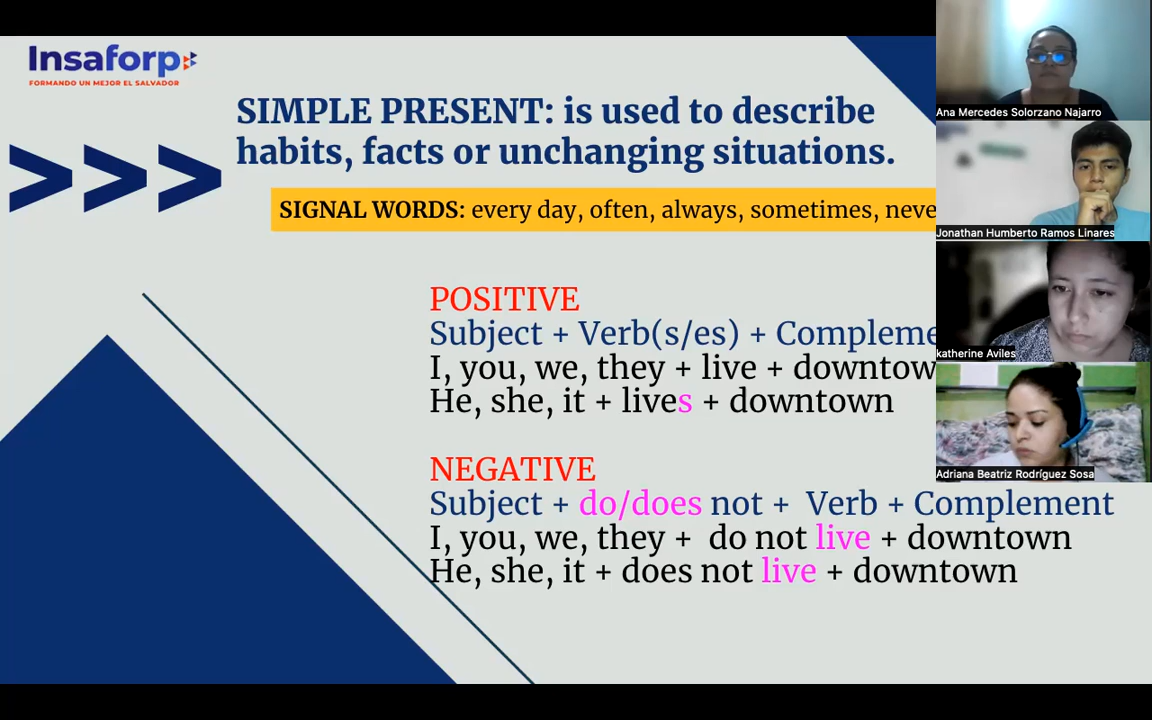 Insaforp
FORMANDO UN MEJOR EL SALVADOR
SIMPLE PRESENT: is used to describe
habits, facts or unchanging situations.
>>>
SIGNAL WORDS: every day, often, always, sometimes, neve
POSITIVE
Subject + Verb(s/es) + Compleme
I, you, we, they + live + downtow
He, she, it + lives + downtown
NEGATIVE
Subject + do/does not + Verb + Complement
I, you, we, they + do not live + downtown
He, she, it + does not live + downtown
Ana Mercedes Solorzano Najarro
Jonathan Humberto Ramos Linares
katherine Aviles
Adriana Beatriz Rodríguez Sosa